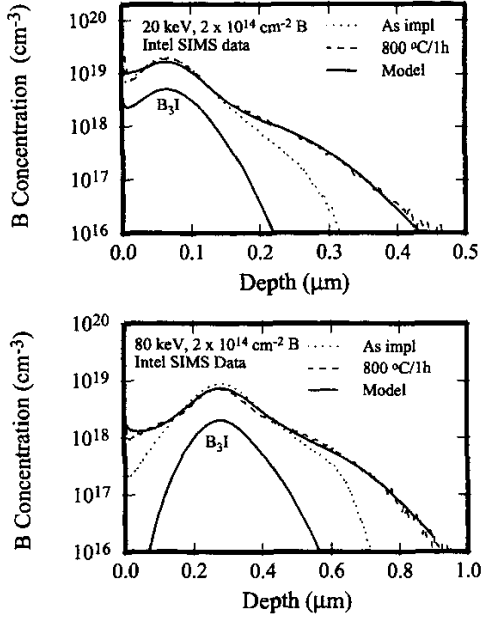 20 keV, 2 x 10¹⁴ cm⁻² B
Intel SIMS data
As impl
800 ºC/1h
Model
B₃I
10²⁰
10¹⁹
10¹⁸
10¹⁷
10¹⁶
B Concentration (cm⁻³)
0.0 0.1 0.2 0.3 0.4 0.5
Depth (μm)
80 keV, 2 x 10¹⁴ cm⁻² B
Intel SIMS Data
As impl
800 ºC/1h
Model
B₃I
10²⁰
10¹⁹
10¹⁸
10¹⁷
10¹⁶
B Concentration (cm⁻³)
0.0 0.2 0.4 0.6 0.8 1.0
Depth (μm)